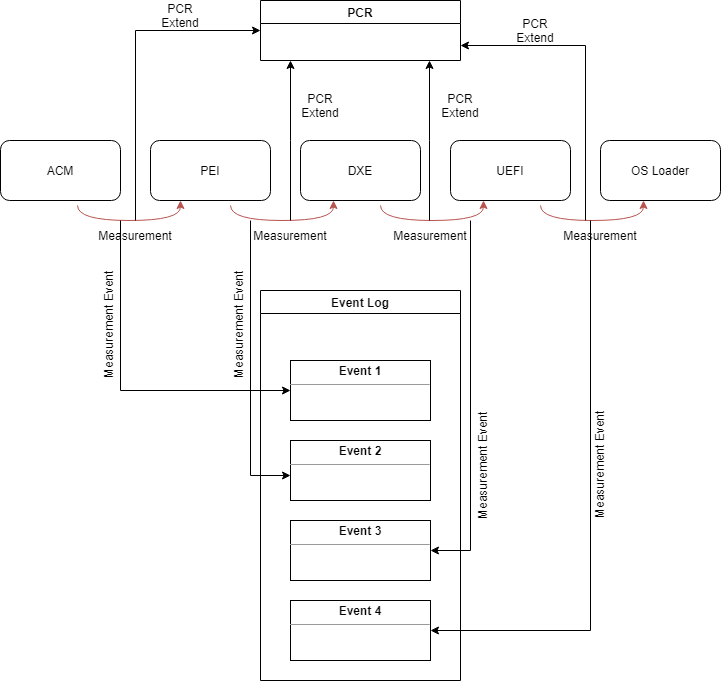 PCR
PCR
Extend
PCR
Extend
PCR
Extend
PCR
Extend
ACM
PEI
DXE
UEFI
OS Loader
Measurement
Measurement
Measurement
Measurement
Measurement Event
Measurement Event
Event Log
Event 1
Event 2
Event 3
Event 4
Measurement Event
Measurement Event